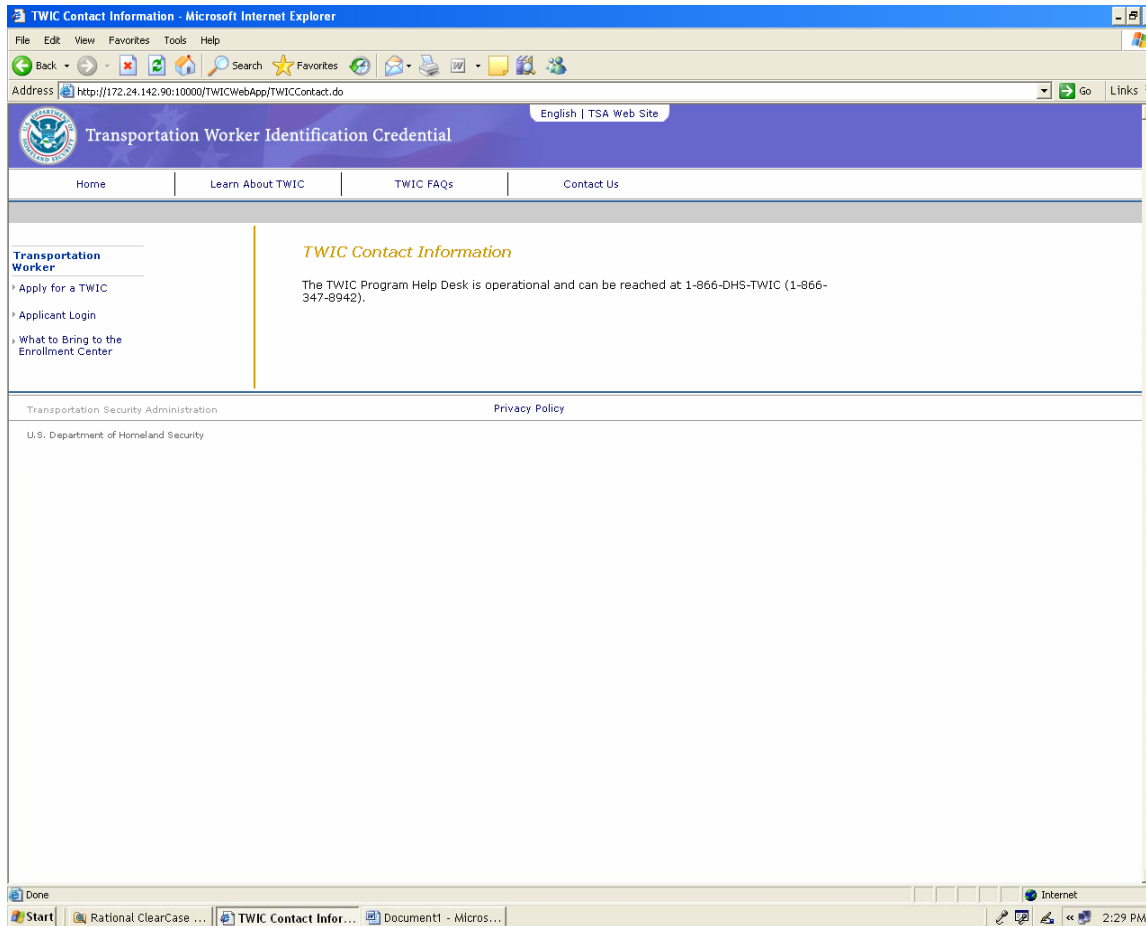 TWIC Contact Information - Microsoft Internet Explorer
File Edit View Favorites Tools Help
Back Search Favorites
Address http://172.24.142.90:10000/TWICWebApp/TWICContact.do Go Links
English | TSA Web Site
Transportation Worker Identification Credential
Home Learn About TWIC TWIC FAQs Contact Us
Transportation
Worker
Apply for a TWIC
Applicant Login
What to Bring to the
Enrollment Center
TWIC Contact Information
The TWIC Program Help Desk is operational and can be reached at 1-866-DHS-TWIC (1-866-
347-8942).
Transportation Security Administration Privacy Policy
U.S. Department of Homeland Security
Done Internet
Start Rational ClearCase ... TWIC Contact Infor... Document1 - Micros... 2:29 PM